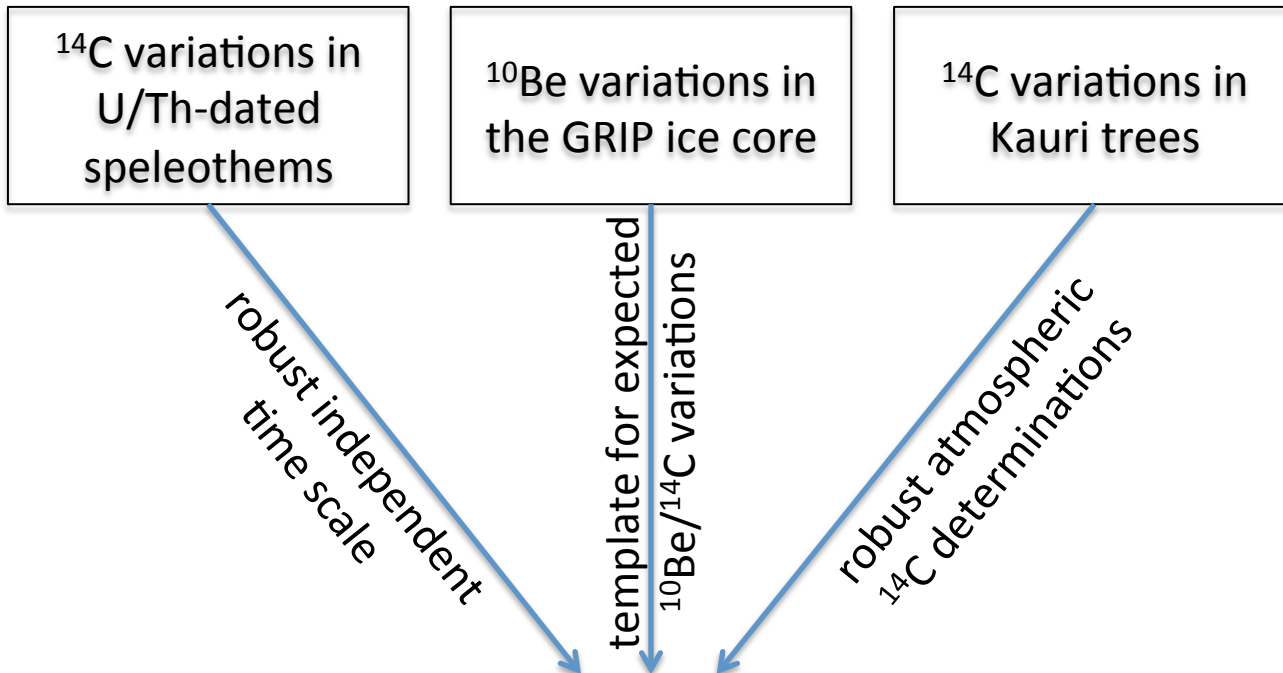 ¹⁴C variations in
U/Th-dated
speleothems
¹⁰Be variations in
the GRIP ice core
¹⁴C variations in
Kauri trees
robust independent
time scale
template for expected
¹⁰Be/¹⁴C variations
robust atmospheric
¹⁴C determinations